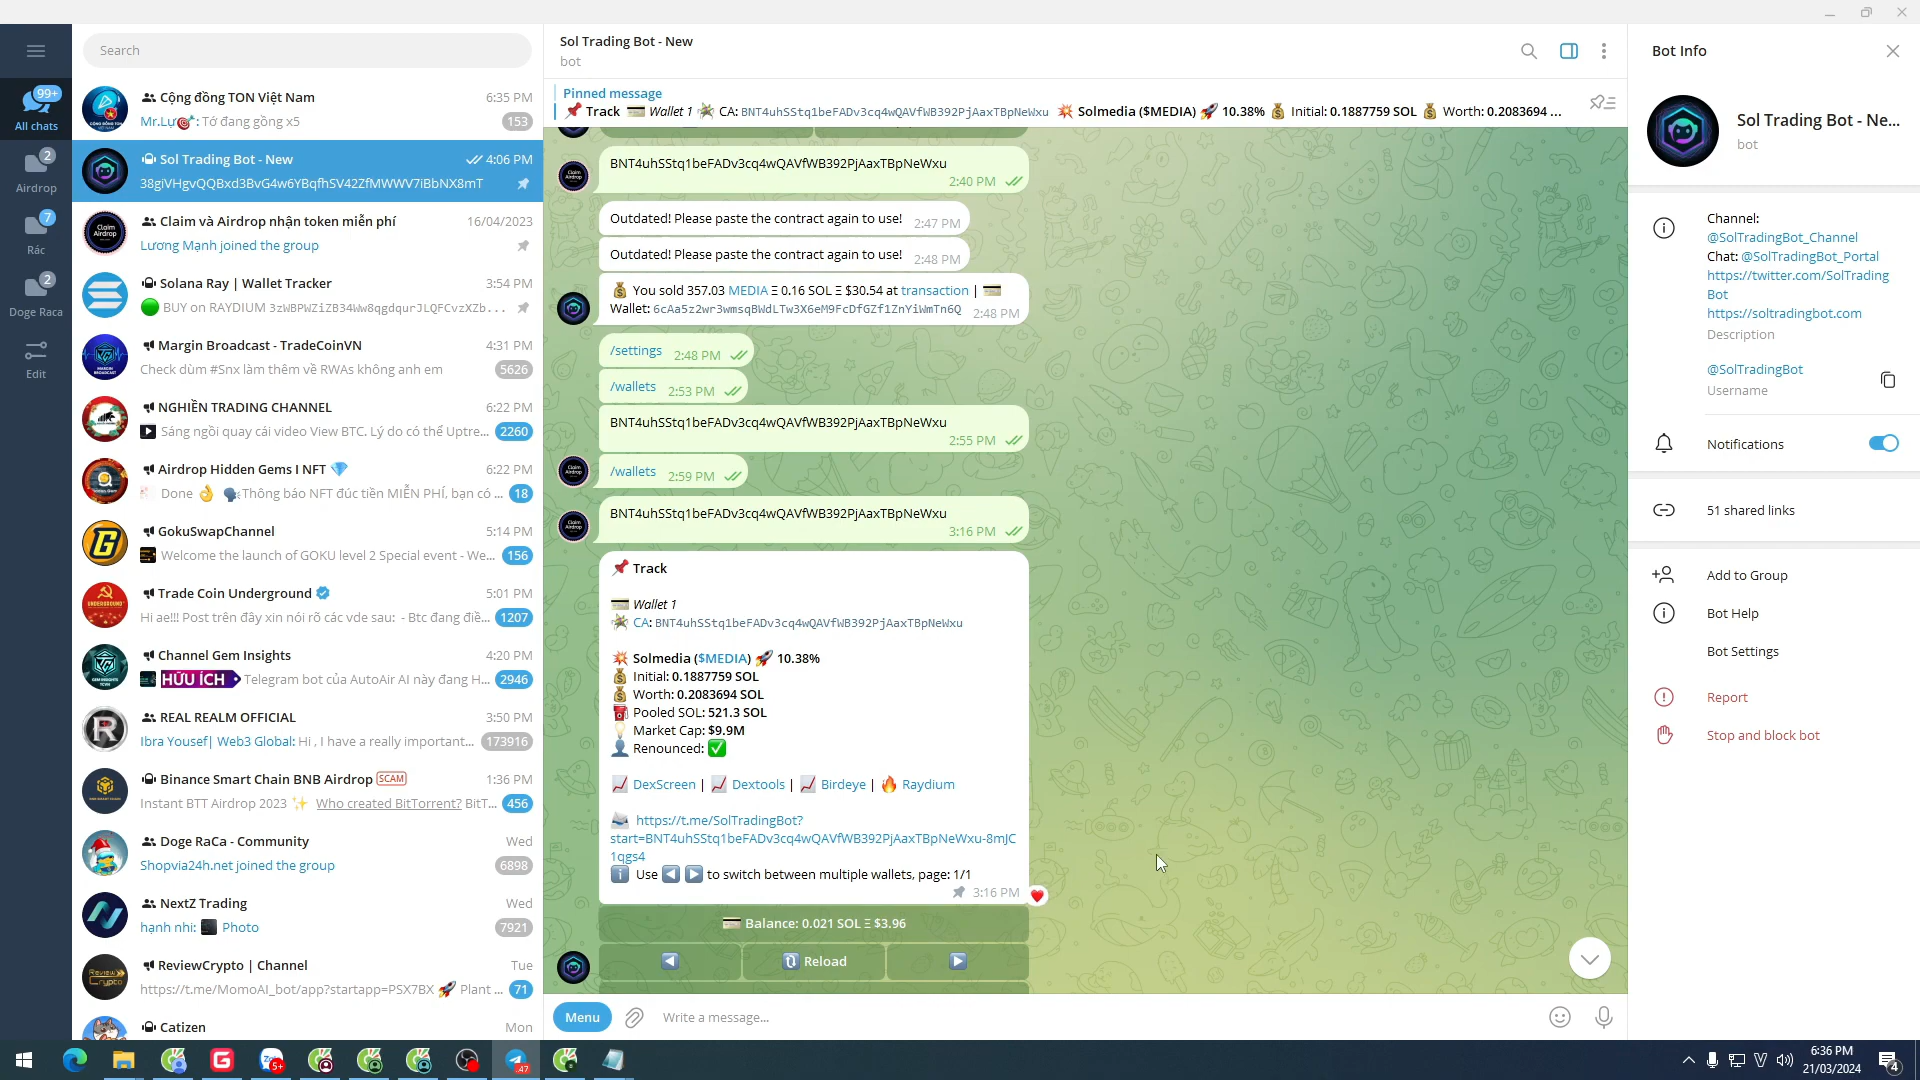 Search
99+
All chats
2
Airdrop
7
Rác
2
Doge Raca
Edit
Cộng đồng TON Việt Nam 6:35 PM
Mr.Lự: Tớ đang gồng x5 153
Sol Trading Bot - New 4:06 PM
38giVHgvQQBxd3BvG4w6YBqfhSV42ZfMWWV7iBbNX8mT
Claim và Airdrop nhận token miễn phí 16/04/2023
Lương Mạnh joined the group
Solana Ray | Wallet Tracker 3:54 PM
BUY on RAYDIUM 3zWBPWZiZB34Ww8qgdqurJLQFCvzXZb...
Margin Broadcast - TradeCoinVN 4:31 PM
Check dùm #Snx làm thêm về RWAs không anh em 5626
NGHIỀN TRADING CHANNEL 6:22 PM
Sáng ngồi quay cái video View BTC. Lý do có thể Uptre... 2260
Airdrop Hidden Gems I NFT 6:22 PM
Done Thông báo NFT đúc tiền MIỄN PHÍ, bạn có ... 18
GokuSwapChannel 5:14 PM
Welcome the launch of GOKU level 2 Special event - We... 156
Trade Coin Underground 5:01 PM
Hi ae!!! Post trên đây xin nói rõ các vde sau: - Btc đang điề... 1207
Channel Gem Insights 4:20 PM
HỮU ÍCH Telegram bot của AutoAir AI này đang H... 2946
REAL REALM OFFICIAL 3:50 PM
Ibra Yousef| Web3 Global: Hi , I have a really important... 173916
Binance Smart Chain BNB Airdrop SCAM 1:36 PM
Instant BTT Airdrop 2023 Who created BitTorrent? BitT... 456
Doge RaCa - Community Wed
Shopvia24h.net joined the group 6898
NextZ Trading Wed
hạnh nhi: Photo 7921
ReviewCrypto | Channel Tue
https://t.me/MomoAI_bot/app?startapp=PSX7BX Plant ... 71
Catizen Mon
Sol Trading Bot - New
bot
Pinned message
Track Wallet 1 CA: BNT4uhSStq1beFADv3cq4wQAVfWB392PjAaxTBpNeWxu Solmedia ($MEDIA) 10.38% Initial: 0.1887759 SOL Worth: 0.2083694 ...
BNT4uhSStq1beFADv3cq4wQAVfWB392PjAaxTBpNeWxu
2:40 PM
Outdated! Please paste the contract again to use! 2:47 PM
Outdated! Please paste the contract again to use! 2:48 PM
You sold 357.03 MEDIA Ξ 0.16 SOL Ξ $30.54 at transaction |
Wallet: 6cAa5z2wr3wmsqBWdLTw3X6eM9FcDfGZf1ZnYiWmTn6Q 2:48 PM
/settings 2:48 PM
/wallets 2:53 PM
BNT4uhSStq1beFADv3cq4wQAVfWB392PjAaxTBpNeWxu
2:55 PM
/wallets 2:59 PM
BNT4uhSStq1beFADv3cq4wQAVfWB392PjAaxTBpNeWxu
3:16 PM
Track
Wallet 1
CA: BNT4uhSStq1beFADv3cq4wQAVfWB392PjAaxTBpNeWxu
Solmedia ($MEDIA) 10.38%
Initial: 0.1887759 SOL
Worth: 0.2083694 SOL
Pooled SOL: 521.3 SOL
Market Cap: $9.9M
Renounced:
DexScreen | Dextools | Birdeye | Raydium
https://t.me/SolTradingBot?
start=BNT4uhSStq1beFADv3cq4wQAVfWB392PjAaxTBpNeWxu-8mJC
1qgs4
Use to switch between multiple wallets, page: 1/1
3:16 PM
Balance: 0.021 SOL Ξ $3.96
Reload
Menu
Write a message...
Bot Info
Sol Trading Bot - Ne...
bot
Channel:
@SolTradingBot_Channel
Chat: @SolTradingBot_Portal
https://twitter.com/SolTrading
Bot
https://soltradingbot.com
Description
@SolTradingBot
Username
Notifications
51 shared links
Add to Group
Bot Help
Bot Settings
Report
Stop and block bot
6:36 PM
21/03/2024
4